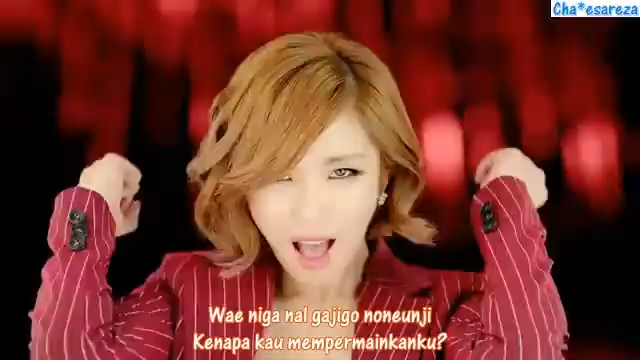 Cha*esareza
Wae niga nal gajigo noneunji
Kenapa kau mempermainkanku?